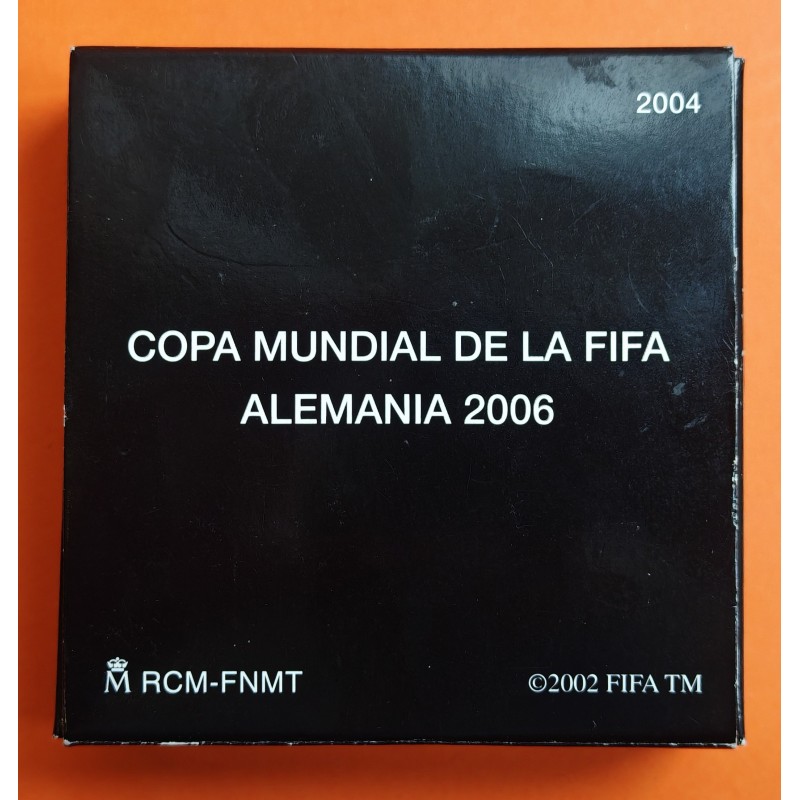 2004
COPA MUNDIAL DE LA FIFA
ALEMANIA 2006
M RCM-FNMT
©2002 FIFA TM